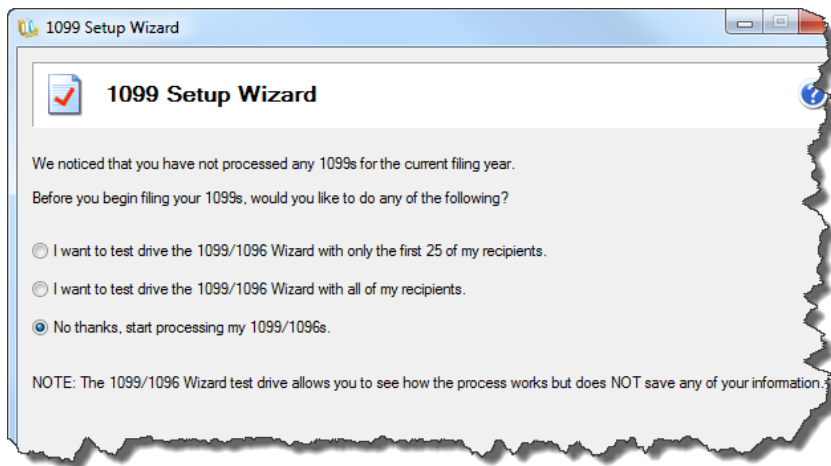 1099 Setup Wizard
1099 Setup Wizard
We noticed that you have not processed any 1099s for the current filing year.
Before you begin filing your 1099s, would you like to do any of the following?
I want to test drive the 1099/1096 Wizard with only the first 25 of my recipients.
I want to test drive the 1099/1096 Wizard with all of my recipients.
No thanks, start processing my 1099/1096s.
NOTE: The 1099/1096 Wizard test drive allows you to see how the process works but does NOT save any of your information.